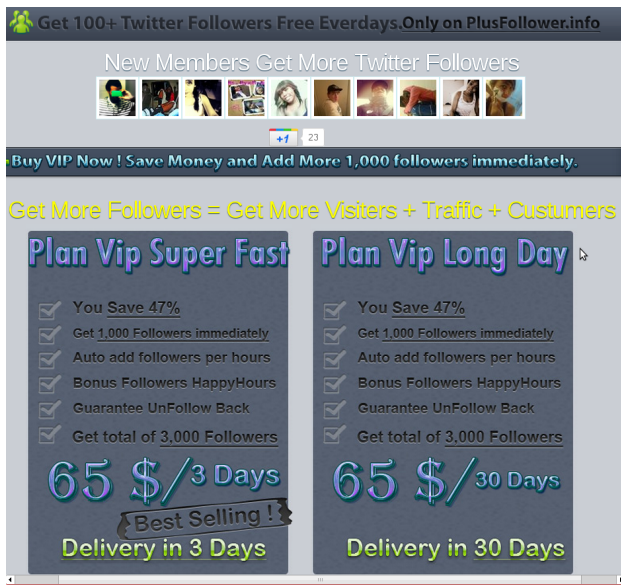 Get 100+ Twitter Followers Free Everdays.Only on PlusFollower.info
New Members Get More Twitter Followers
+1 23
Buy VIP Now ! Save Money and Add More 1,000 followers immediately.
Get More Followers = Get More Visiters + Traffic + Custumers
Plan Vip Super Fast
You Save 47%
Get 1,000 Followers immediately
Auto add followers per hours
Bonus Followers HappyHours
Guarantee UnFollow Back
Get total of 3,000 Followers
65 $/3 Days
Best Selling !
Delivery in 3 Days
Plan Vip Long Day
You Save 47%
Get 1,000 Followers immediately
Auto add followers per hours
Bonus Followers HappyHours
Guarantee UnFollow Back
Get total of 3,000 Followers
65 $/30 Days
Delivery in 30 Days